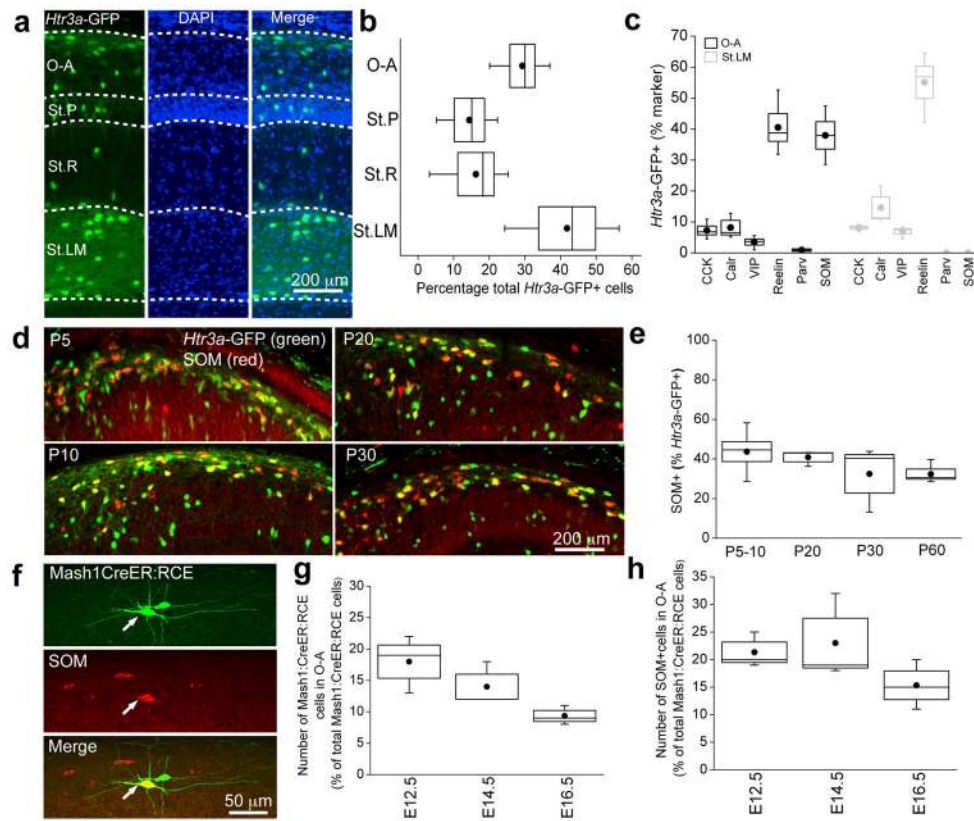 a
Htr3a-GFP
DAPI
Merge
O-A
St.P
St.R
St.LM
200 μm
b
O-A
St.P
St.R
St.LM
0 10 20 30 40 50 60
Percentage total Htr3a-GFP+ cells
c
Htr3a-GFP+ (% marker)
70
60
50
40
30
20
10
0
O-A
St.LM
CCK Calr VIP Reelin Parv SOM CCK Calr VIP Reelin Parv SOM
d
P5
Htr3a-GFP (green)
SOM (red)
P20
P10
P30
200 μm
e
SOM+ (% Htr3a-GFP+)
100
80
60
40
20
0
P5-10 P20 P30 P60
f
Mash1CreER:RCE
SOM
Merge
50 μm
g
Number of Mash1:CreER:RCE
cells in O-A
(% of total Mash1:CreER:RCE cells)
30
25
20
15
10
5
0
E12.5 E14.5 E16.5
h
Number of SOM+cells in O-A
(% of total Mash1:CreER:RCE cells)
35
30
25
20
15
10
5
0
E12.5 E14.5 E16.5